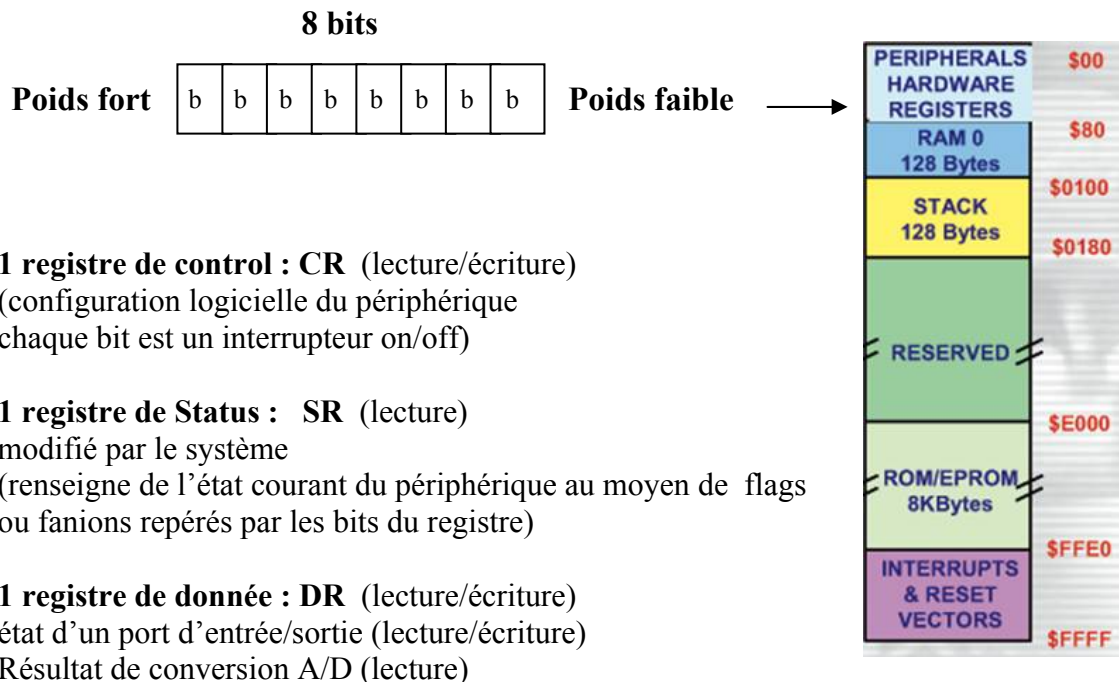 8 bits
Poids fort b b b b b b b b Poids faible
1 registre de control : CR (lecture/écriture)
(configuration logicielle du périphérique
chaque bit est un interrupteur on/off)
1 registre de Status : SR (lecture)
modifié par le système
(renseigne de l’état courant du périphérique au moyen de flags
ou fanions repérés par les bits du registre)
1 registre de donnée : DR (lecture/écriture)
état d’un port d’entrée/sortie (lecture/écriture)
Résultat de conversion A/D (lecture)
PERIPHERALS $00
HARDWARE
REGISTERS
RAM 0 $80
128 Bytes
$0100
STACK
128 Bytes
$0180
RESERVED
$E000
ROM/EPROM
8KBytes
$FFE0
INTERRUPTS
& RESET
VECTORS
$FFFF